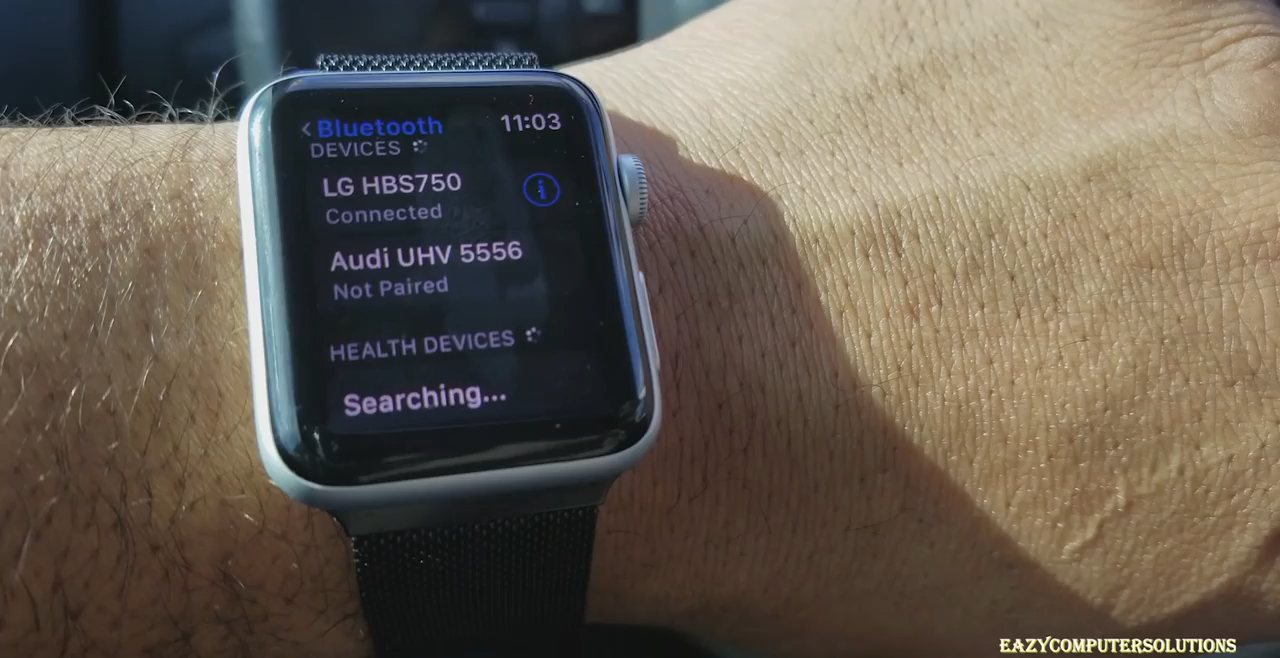 Bluetooth 11:03
DEVICES
LG HBS750
Connected
Audi UHV 5556
Not Paired
HEALTH DEVICES
Searching...
EAZYCOMPUTERSOLUTIONS